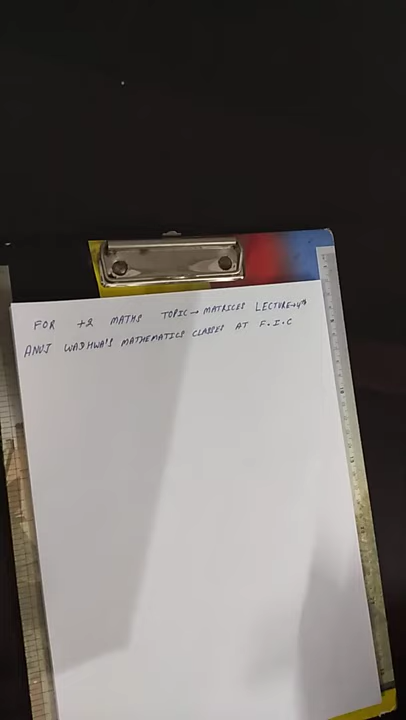 FOR +2 MATHS TOPIC → MATRICES LECTURE→4th
ANUJ WADHWA'S MATHEMATICS CLASSES AT F.I.C